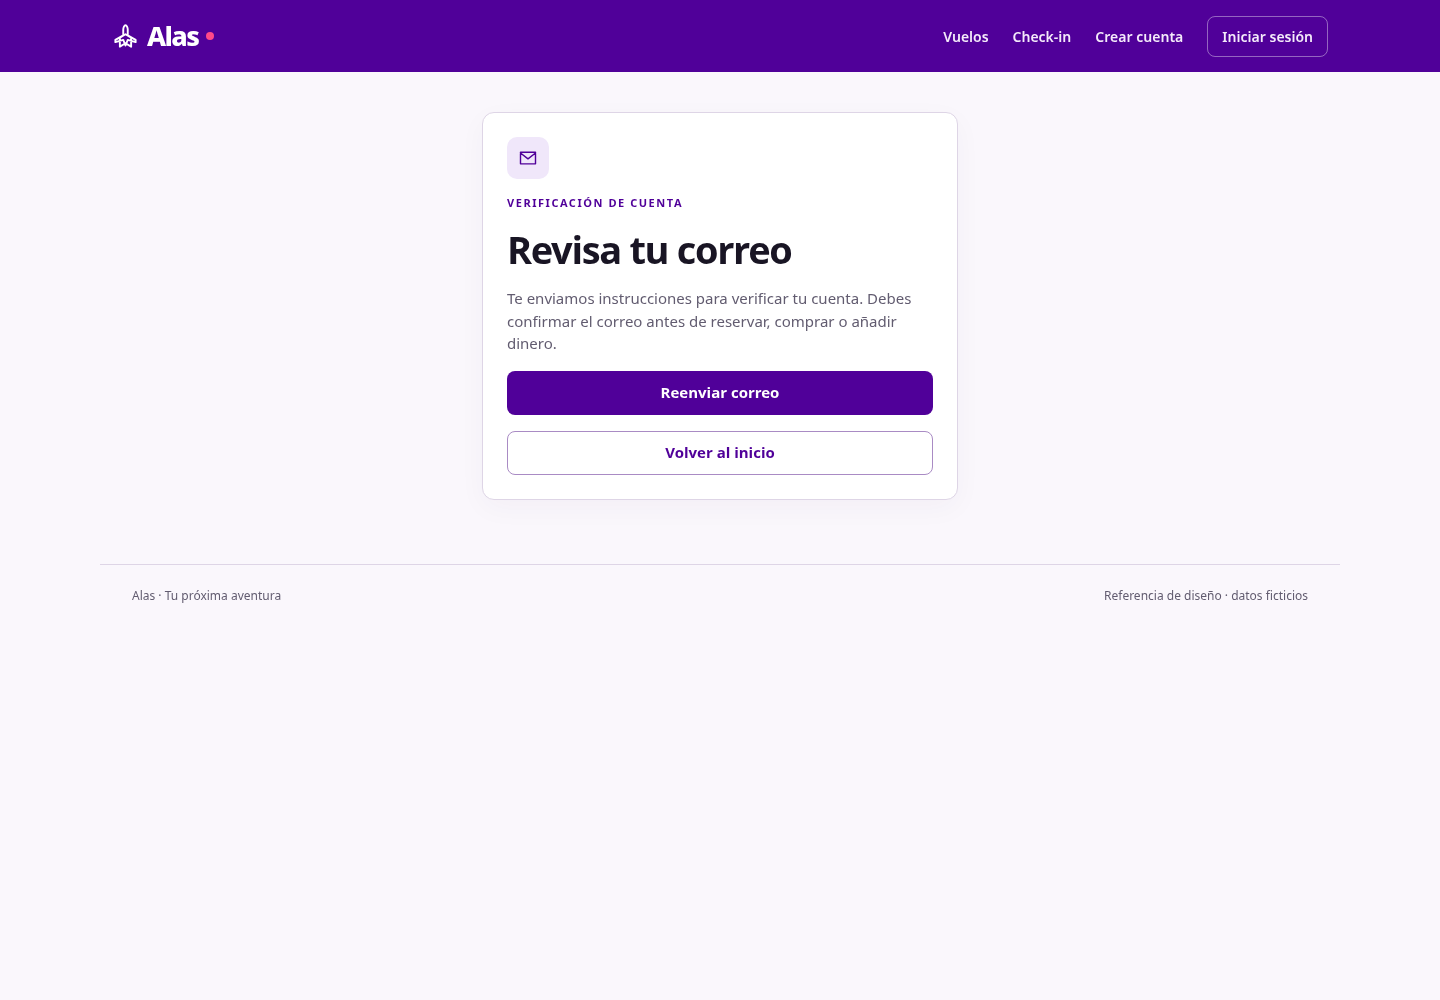 Alas
Vuelos
Check-in
Crear cuenta
Iniciar sesión
VERIFICACIÓN DE CUENTA
Revisa tu correo
Te enviamos instrucciones para verificar tu cuenta. Debes
confirmar el correo antes de reservar, comprar o añadir
dinero.
Reenviar correo
Volver al inicio
Alas · Tu próxima aventura
Referencia de diseño · datos ficticios